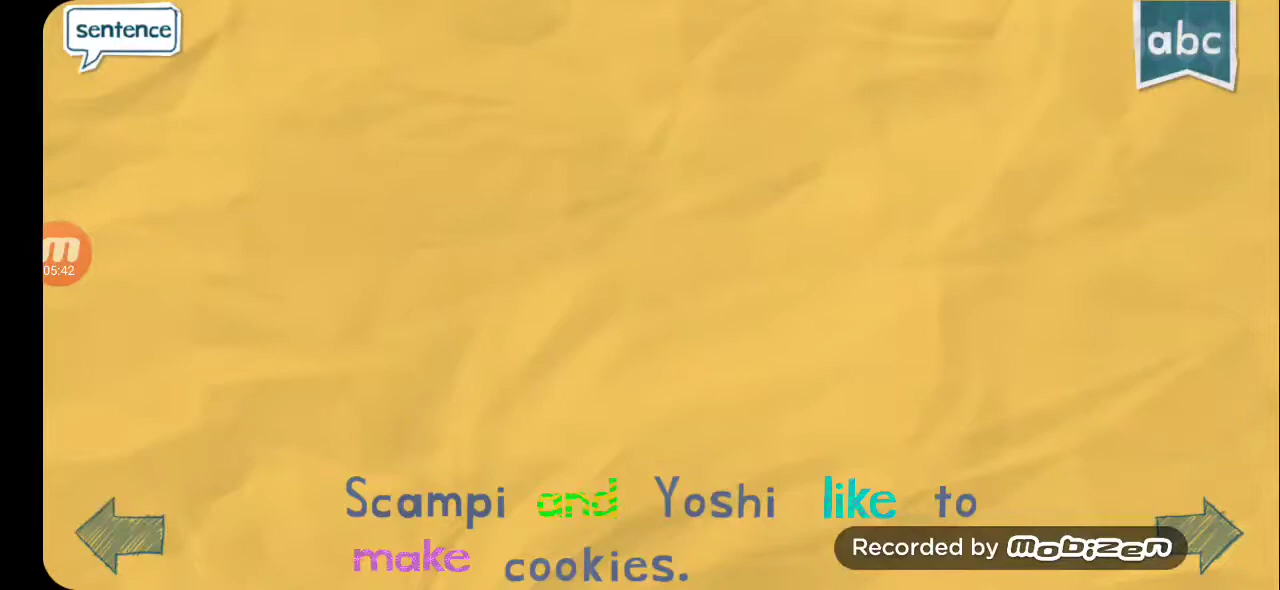 sentence
abc
m
05:42
Scampi and Yoshi like to
make cookies.
Recorded by mobizen